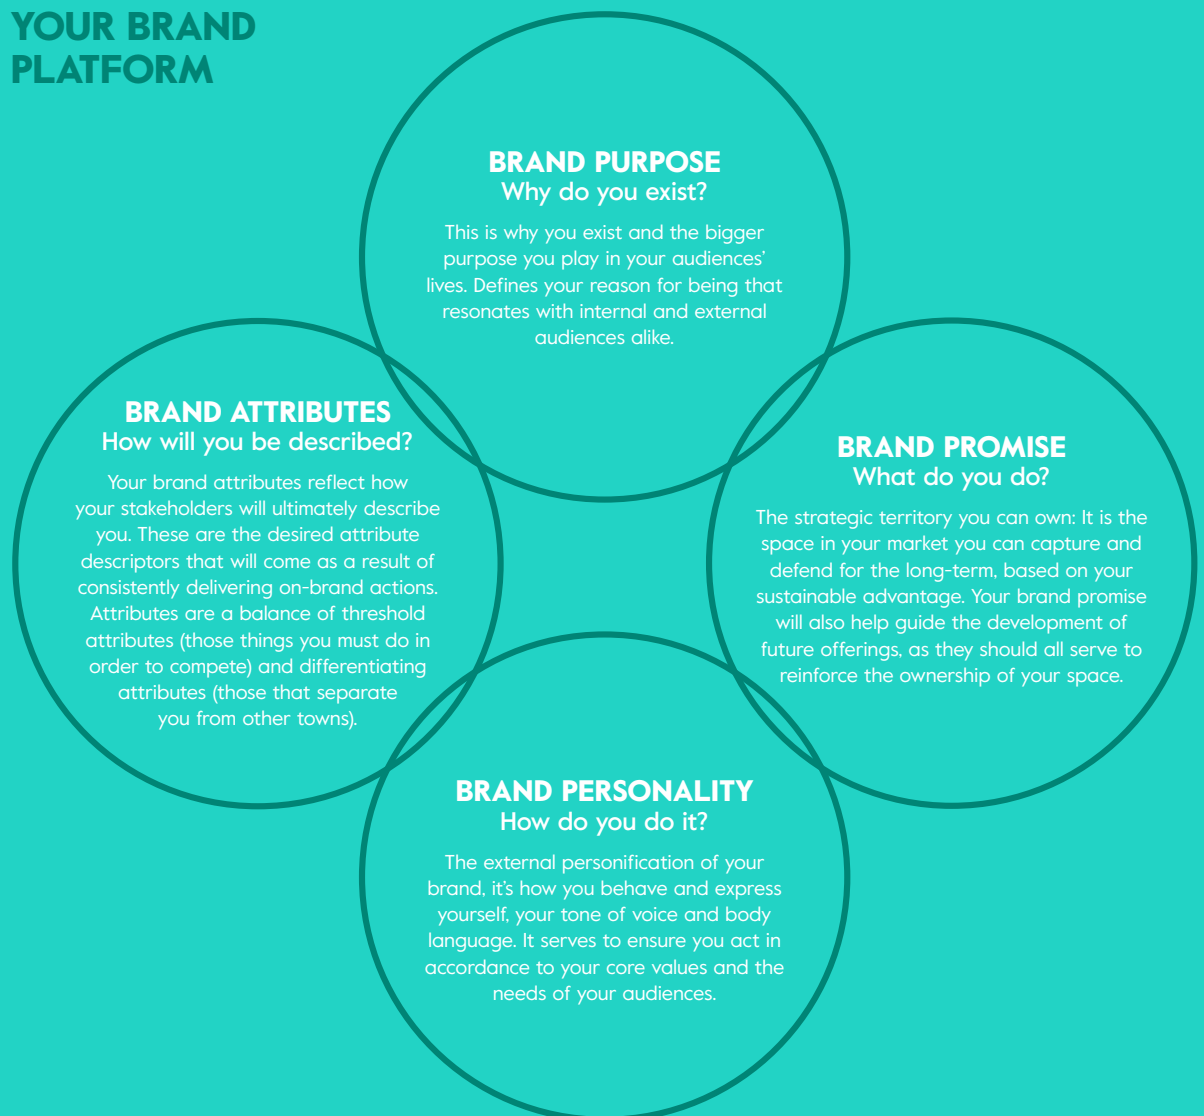 YOUR BRAND
PLATFORM
BRAND PURPOSE
Why do you exist?
This is why you exist and the bigger
purpose you play in your audiences’
lives. Defines your reason for being that
resonates with internal and external
audiences alike.
BRAND ATTRIBUTES
How will you be described?
Your brand attributes reflect how
your stakeholders will ultimately describe
you. These are the desired attribute
descriptors that will come as a result of
consistently delivering on-brand actions.
Attributes are a balance of threshold
attributes (those things you must do in
order to compete) and differentiating
attributes (those that separate
you from other towns).
BRAND PROMISE
What do you do?
The strategic territory you can own: It is the
space in your market you can capture and
defend for the long-term, based on your
sustainable advantage. Your brand promise
will also help guide the development of
future offerings, as they should all serve to
reinforce the ownership of your space.
BRAND PERSONALITY
How do you do it?
The external personification of your
brand, it’s how you behave and express
yourself, your tone of voice and body
language. It serves to ensure you act in
accordance to your core values and the
needs of your audiences.